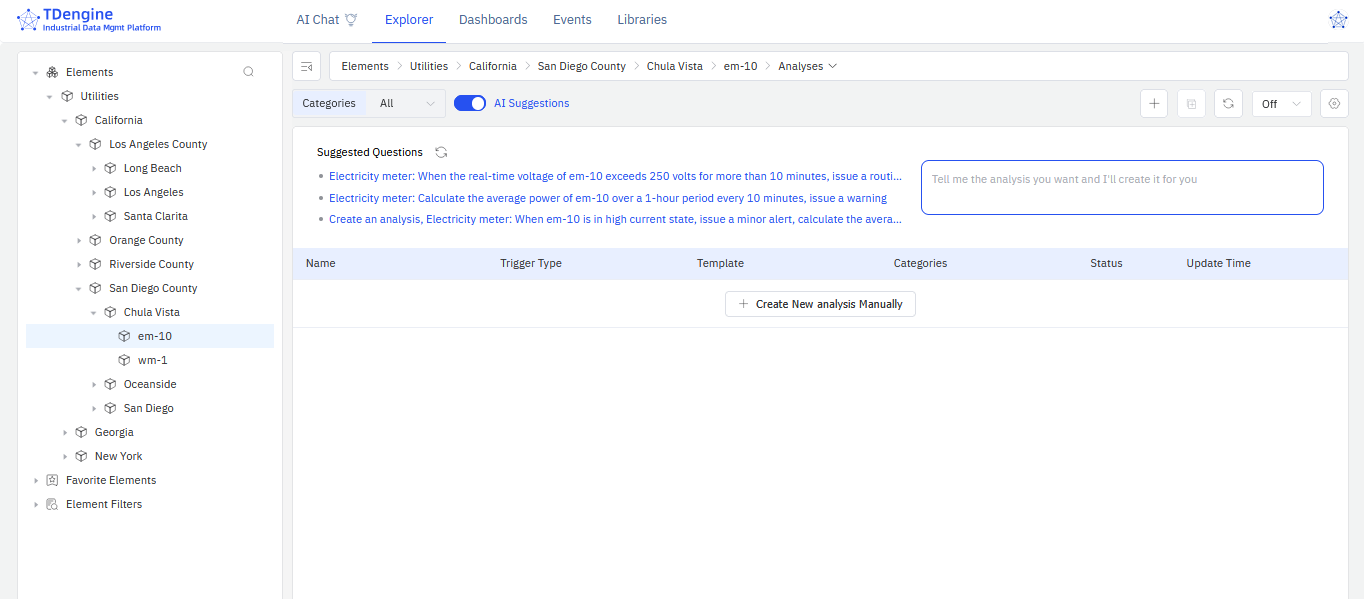 TDengine
Industrial Data Mgmt Platform
AI Chat
Explorer
Dashboards
Events
Libraries
Elements
Utilities
California
Los Angeles County
Long Beach
Los Angeles
Santa Clarita
Orange County
Riverside County
San Diego County
Chula Vista
em-10
wm-1
Oceanside
San Diego
Georgia
New York
Favorite Elements
Element Filters
Elements > Utilities > California > San Diego County > Chula Vista > em-10 > Analyses
Categories All AI Suggestions Off
Suggested Questions
Electricity meter: When the real-time voltage of em-10 exceeds 250 volts for more than 10 minutes, issue a routi...
Electricity meter: Calculate the average power of em-10 over a 1-hour period every 10 minutes, issue a warning
Create an analysis, Electricity meter: When em-10 is in high current state, issue a minor alert, calculate the avera...
Tell me the analysis you want and I'll create it for you
Name Trigger Type Template Categories Status Update Time
Create New analysis Manually